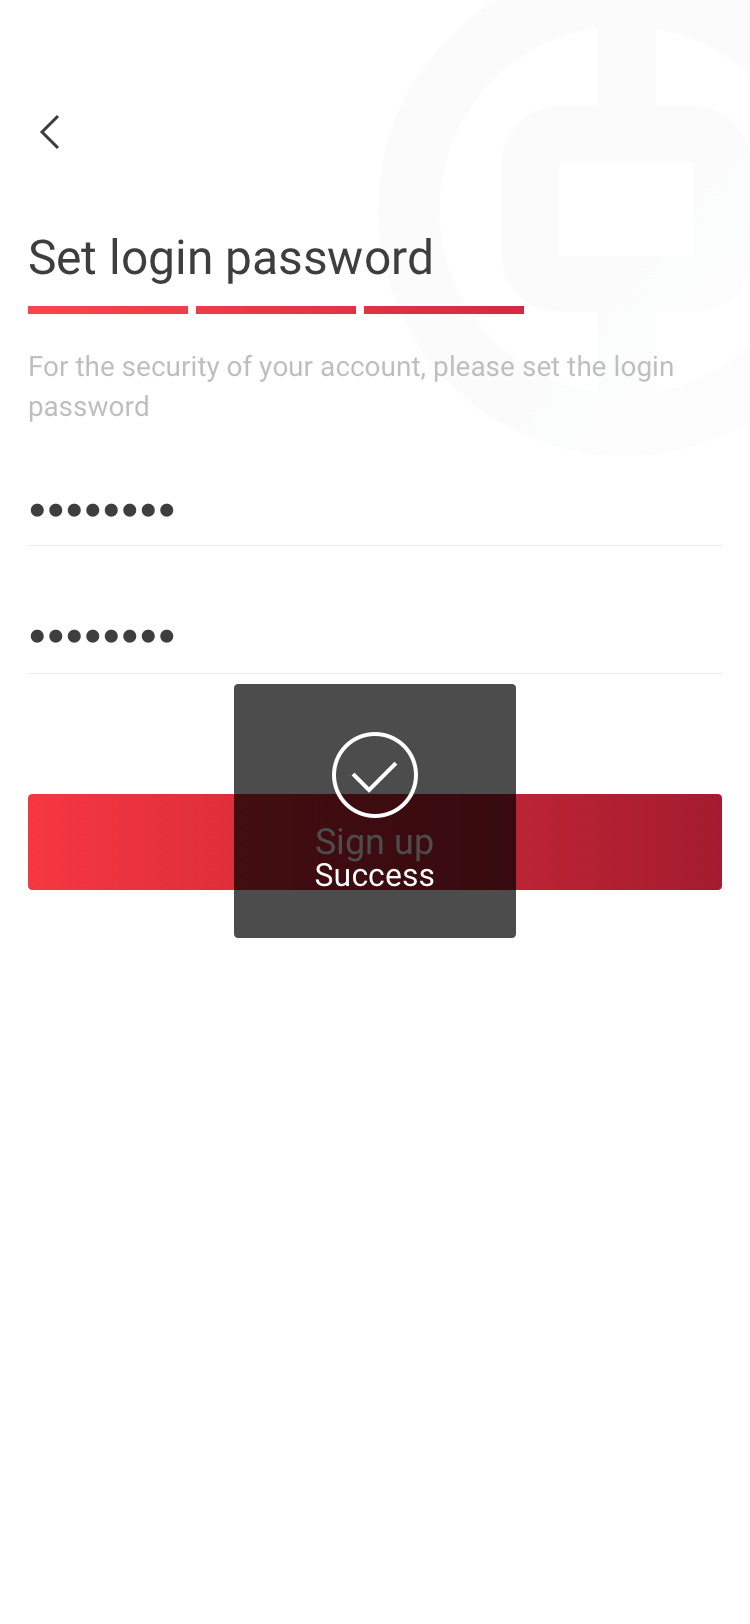 Set login password
For the security of your account, please set the login
password
••••••••
••••••••
Sign up
Success